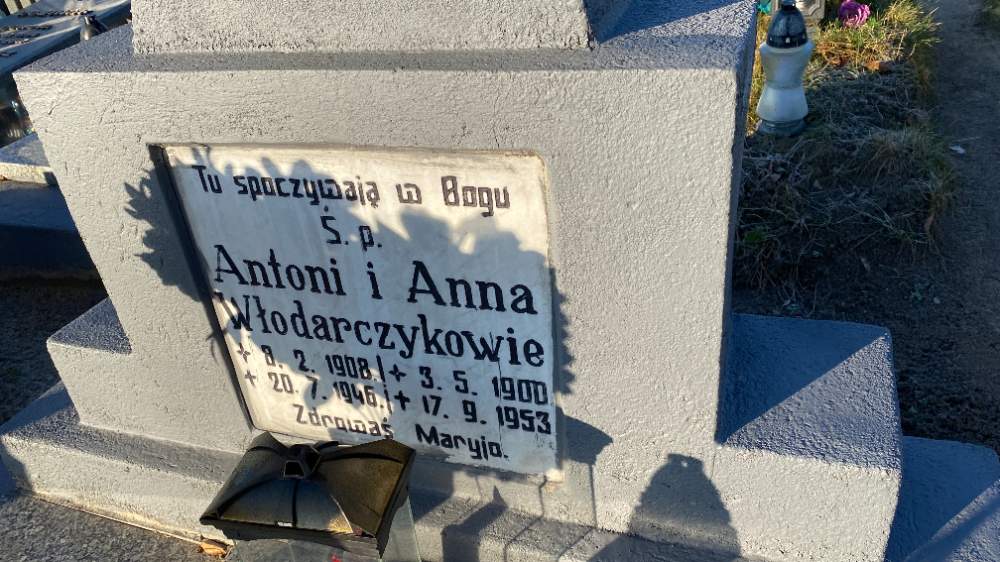 Tu spoczywają w Bogu
Ś. p.
Antoni i Anna
Włodarczykowie
+ 8. 2. 1908. | + 3. 5. 1900
+ 20. 7. 1946. | + 17. 9. 1953
Zdrowaś Maryjo.